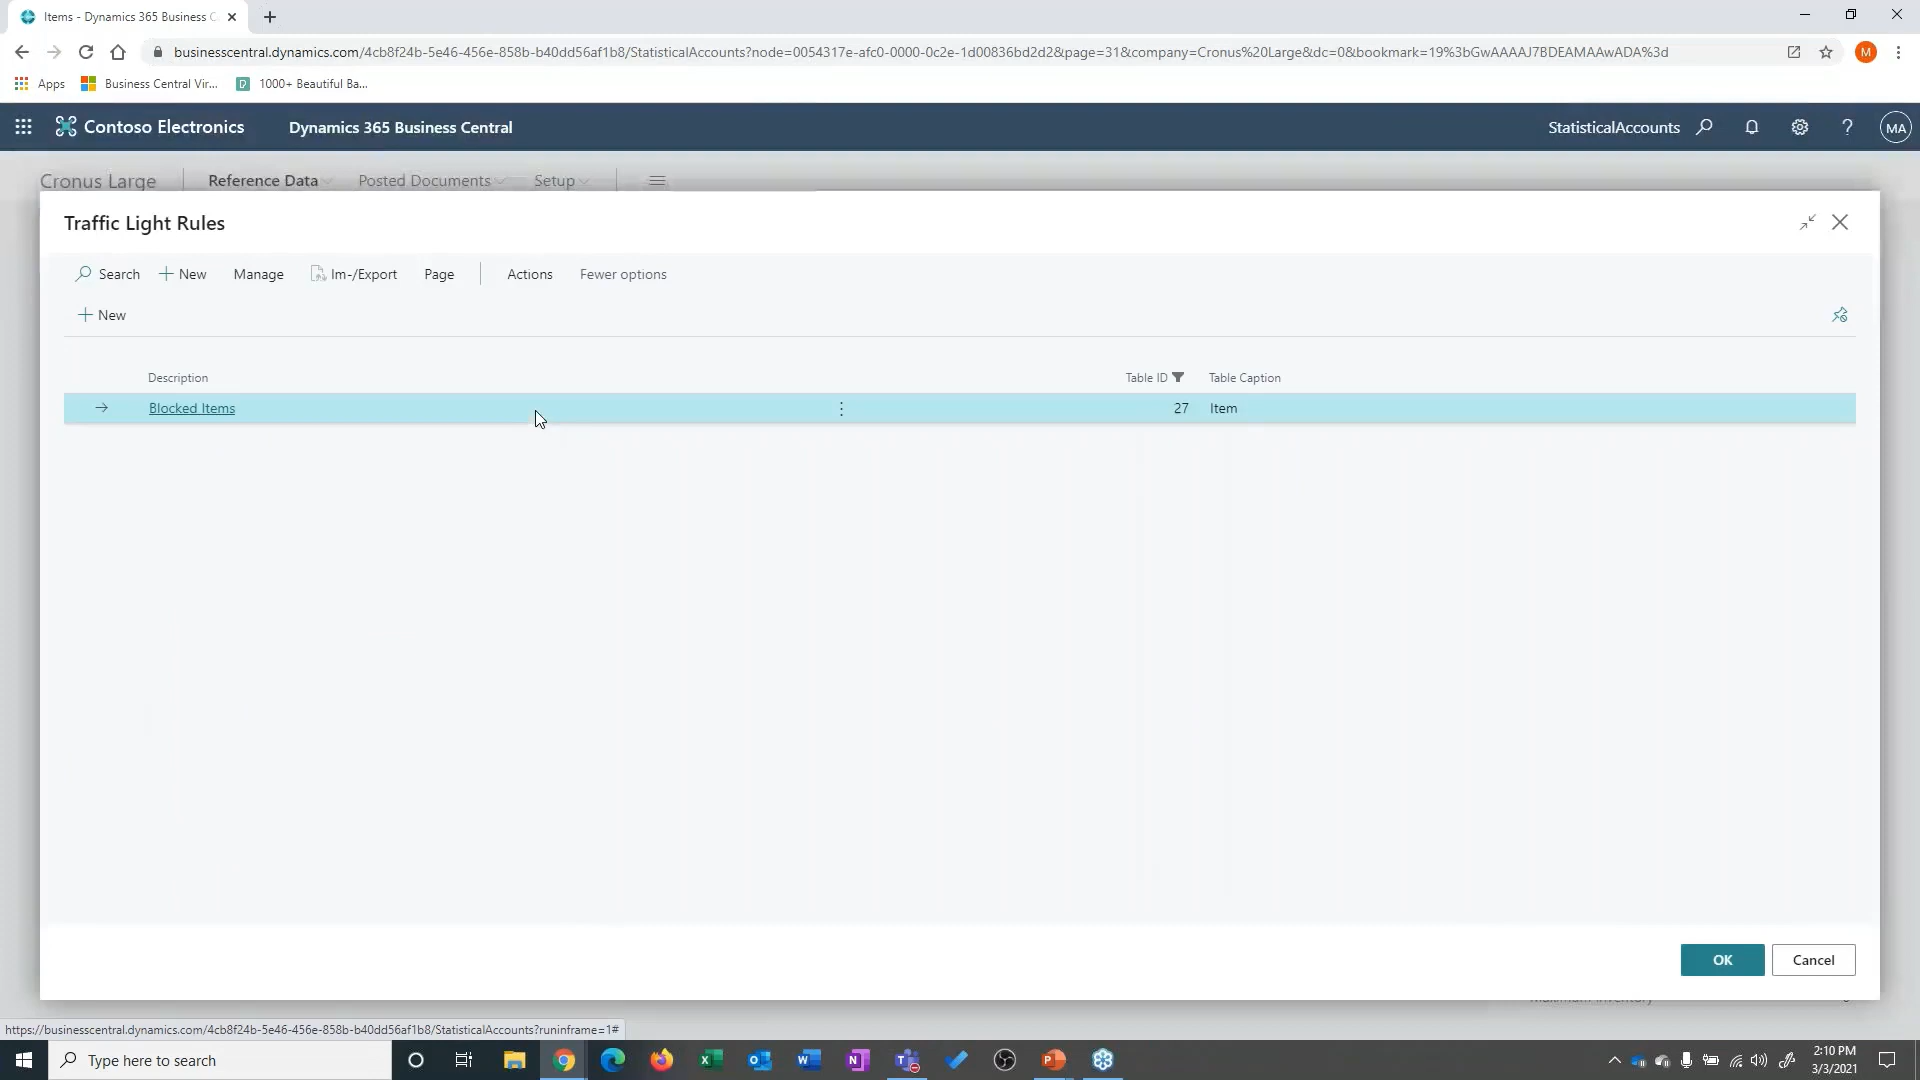 Items - Dynamics 365 Business C
businesscentral.dynamics.com/4cb8f24b-5e46-456e-858b-b40dd56af1b8/StatisticalAccounts?node=0054317e-afc0-0000-0c2e-1d00836bd2d2&page=31&company=Cronus%20Large&dc=0&bookmark=19%3bGwAAAAJ7BDEAMAAwADA%3d
M
Apps
Business Central Vir...
1000+ Beautiful Ba...
Contoso Electronics
Dynamics 365 Business Central
StatisticalAccounts
MA
Cronus Large
Reference Data
Posted Documents
Setup
Traffic Light Rules
Search
New
Manage
Im-/Export
Page
Actions
Fewer options
New
Description
Table ID
Table Caption
Blocked Items
27
Item
OK
Cancel
Maximum Inventory
https://businesscentral.dynamics.com/4cb8f24b-5e46-456e-858b-b40dd56af1b8/StatisticalAccounts?runinframe=1#
Type here to search
2:10 PM
3/3/2021